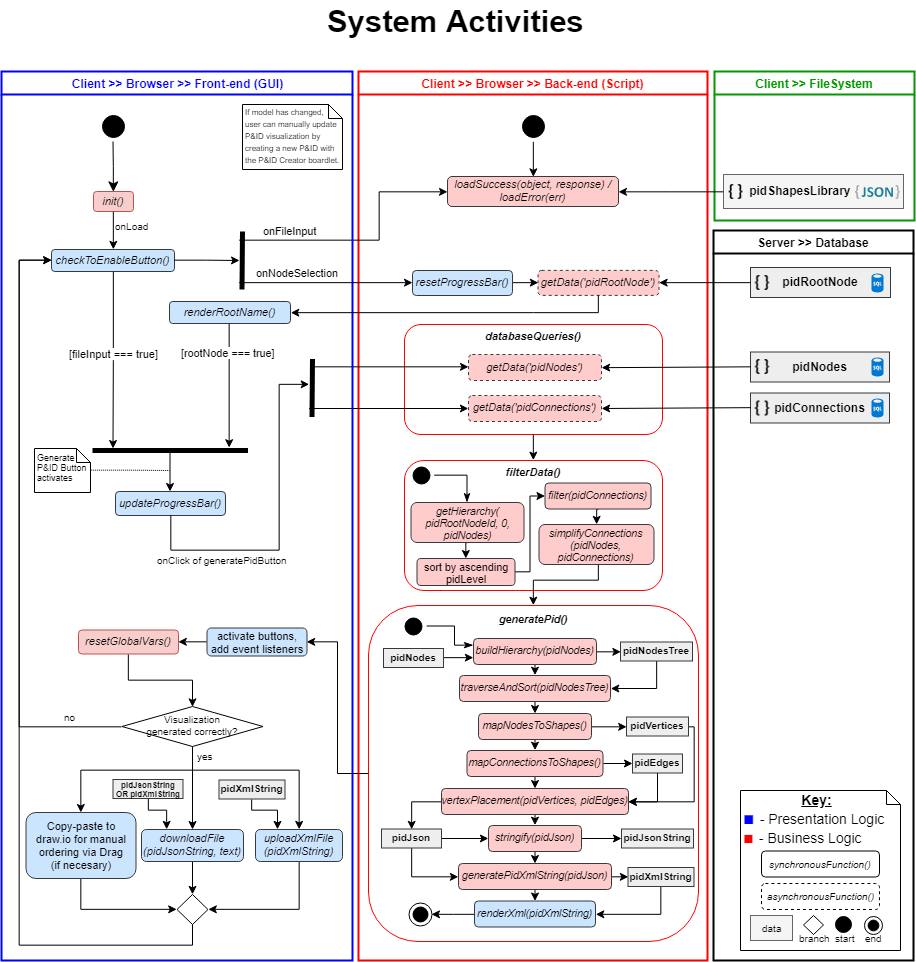 System Activities
Client >> Browser >> Front-end (GUI)
If model has changed,
user can manually update
P&ID visualization by
creating a new P&ID with
the P&ID Creator boardlet.
init()
onLoad
checkToEnableButton()
onFileInput
onNodeSelection
renderRootName()
[fileInput === true]
[rootNode === true]
Generate
P&ID Button
activates
updateProgressBar()
onClick of generatePidButton
resetGlobalVars()
activate buttons,
add event listeners
Visualization
generated correctly?
no
yes
pidJsonString
OR pidXmlString
pidXmlString
Copy-paste to
draw.io for manual
ordering via Drag
(if necesary)
downloadFile
(pidJsonString, text)
uploadXmlFile
(pidXmlString)
Client >> Browser >> Back-end (Script)
loadSuccess(object, response) /
loadError(err)
resetProgressBar()
getData('pidRootNode')
databaseQueries()
getData('pidNodes')
getData('pidConnections')
filterData()
getHierarchy(
pidRootNodeId, 0,
pidNodes)
sort by ascending
pidLevel
filter(pidConnections)
simplifyConnections
(pidNodes,
pidConnections)
generatePid()
pidNodes
buildHierarchy(pidNodes)
pidNodesTree
traverseAndSort(pidNodesTree)
mapNodesToShapes()
pidVertices
mapConnectionsToShapes()
pidEdges
vertexPlacement(pidVertices, pidEdges)
pidJson
stringify(pidJson)
pidJsonString
generatePidXmlString(pidJson)
pidXmlString
renderXml(pidXmlString)
Client >> FileSystem
{ } pidShapesLibrary {JSON}
Server >> Database
{ } pidRootNode SQL
{ } pidNodes SQL
{ } pidConnections SQL
Key:
- Presentation Logic
- Business Logic
synchronousFunction()
asynchronousFunction()
data
branch
start
end